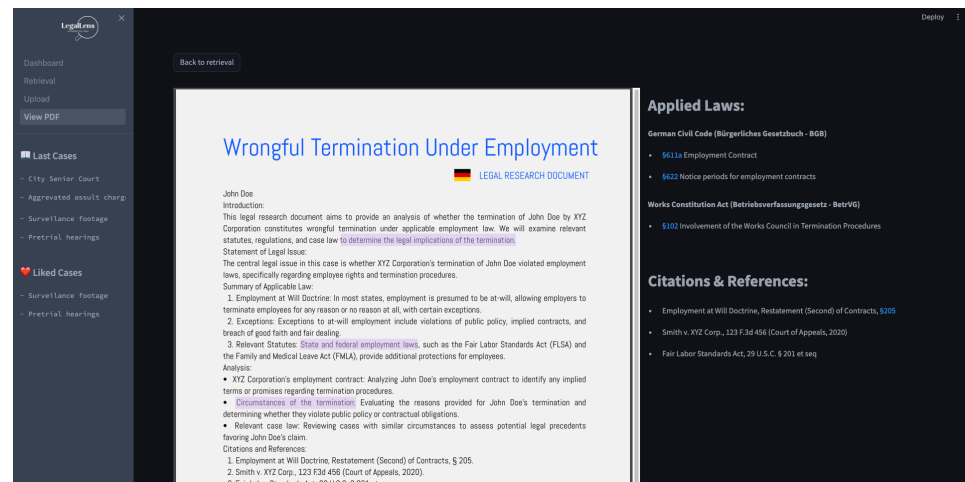 LegalLens
×
Dashboard
Retrieval
Upload
View PDF
📖 Last Cases
- City Senior Court
- Aggrevated assult charg
- Surveilance footage
- Pretrial hearings
❤️ Liked Cases
- Surveilance footage
- Pretrial hearings
Deploy ⋮
Back to retrieval
Wrongful Termination Under Employment
LEGAL RESEARCH DOCUMENT
John Doe
Introduction:
This legal research document aims to provide an analysis of whether the termination of John Doe by XYZ
Corporation constitutes wrongful termination under applicable employment law. We will examine relevant
statutes, regulations, and case law to determine the legal implications of the termination.
Statement of Legal Issue:
The central legal issue in this case is whether XYZ Corporation's termination of John Doe violated employment
laws, specifically regarding employee rights and termination procedures.
Summary of Applicable Law:
1. Employment at Will Doctrine: In most states, employment is presumed to be at-will, allowing employers to
terminate employees for any reason or no reason at all, with certain exceptions.
2. Exceptions: Exceptions to at-will employment include violations of public policy, implied contracts, and
breach of good faith and fair dealing.
3. Relevant Statutes: State and federal employment laws, such as the Fair Labor Standards Act (FLSA) and
the Family and Medical Leave Act (FMLA), provide additional protections for employees.
Analysis:
• XYZ Corporation's employment contract: Analyzing John Doe's employment contract to identify any implied
terms or promises regarding termination procedures.
• Circumstances of the termination: Evaluating the reasons provided for John Doe's termination and
determining whether they violate public policy or contractual obligations.
• Relevant case law: Reviewing cases with similar circumstances to assess potential legal precedents
favoring John Doe's claim.
Citations and References:
1. Employment at Will Doctrine, Restatement (Second) of Contracts, § 205.
2. Smith v. XYZ Corp., 123 F.3d 456 (Court of Appeals, 2020).
Applied Laws:
German Civil Code (Bürgerliches Gesetzbuch - BGB)
• §611a Employment Contract
• §622 Notice periods for employment contracts
Works Constitution Act (Betriebsverfassungsgesetz - BetrVG)
• §102 Involvement of the Works Council in Termination Procedures
Citations & References:
• Employment at Will Doctrine, Restatement (Second) of Contracts, §205
• Smith v. XYZ Corp., 123 F.3d 456 (Court of Appeals, 2020)
• Fair Labor Standards Act, 29 U.S.C. § 201 et seq